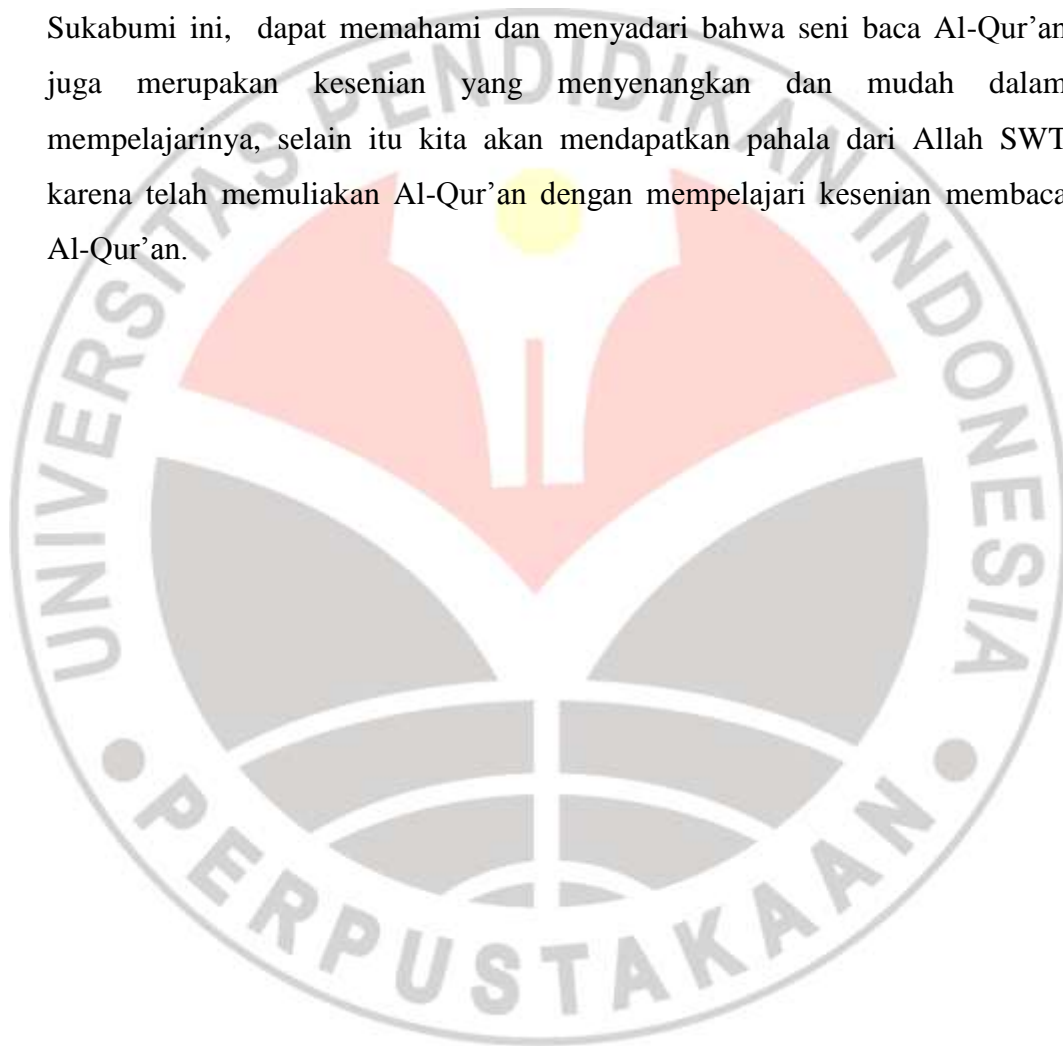 Sukabumi ini, dapat memahami dan menyadari bahwa seni baca Al-Qur’an
juga merupakan kesenian yang menyenangkan dan mudah dalam
mempelajarinya, selain itu kita akan mendapatkan pahala dari Allah SWT
karena telah memuliakan Al-Qur’an dengan mempelajari kesenian membaca
Al-Qur’an.
UNIVERSITAS PENDIDIKAN INDONESIA
PERPUSTAKAAN